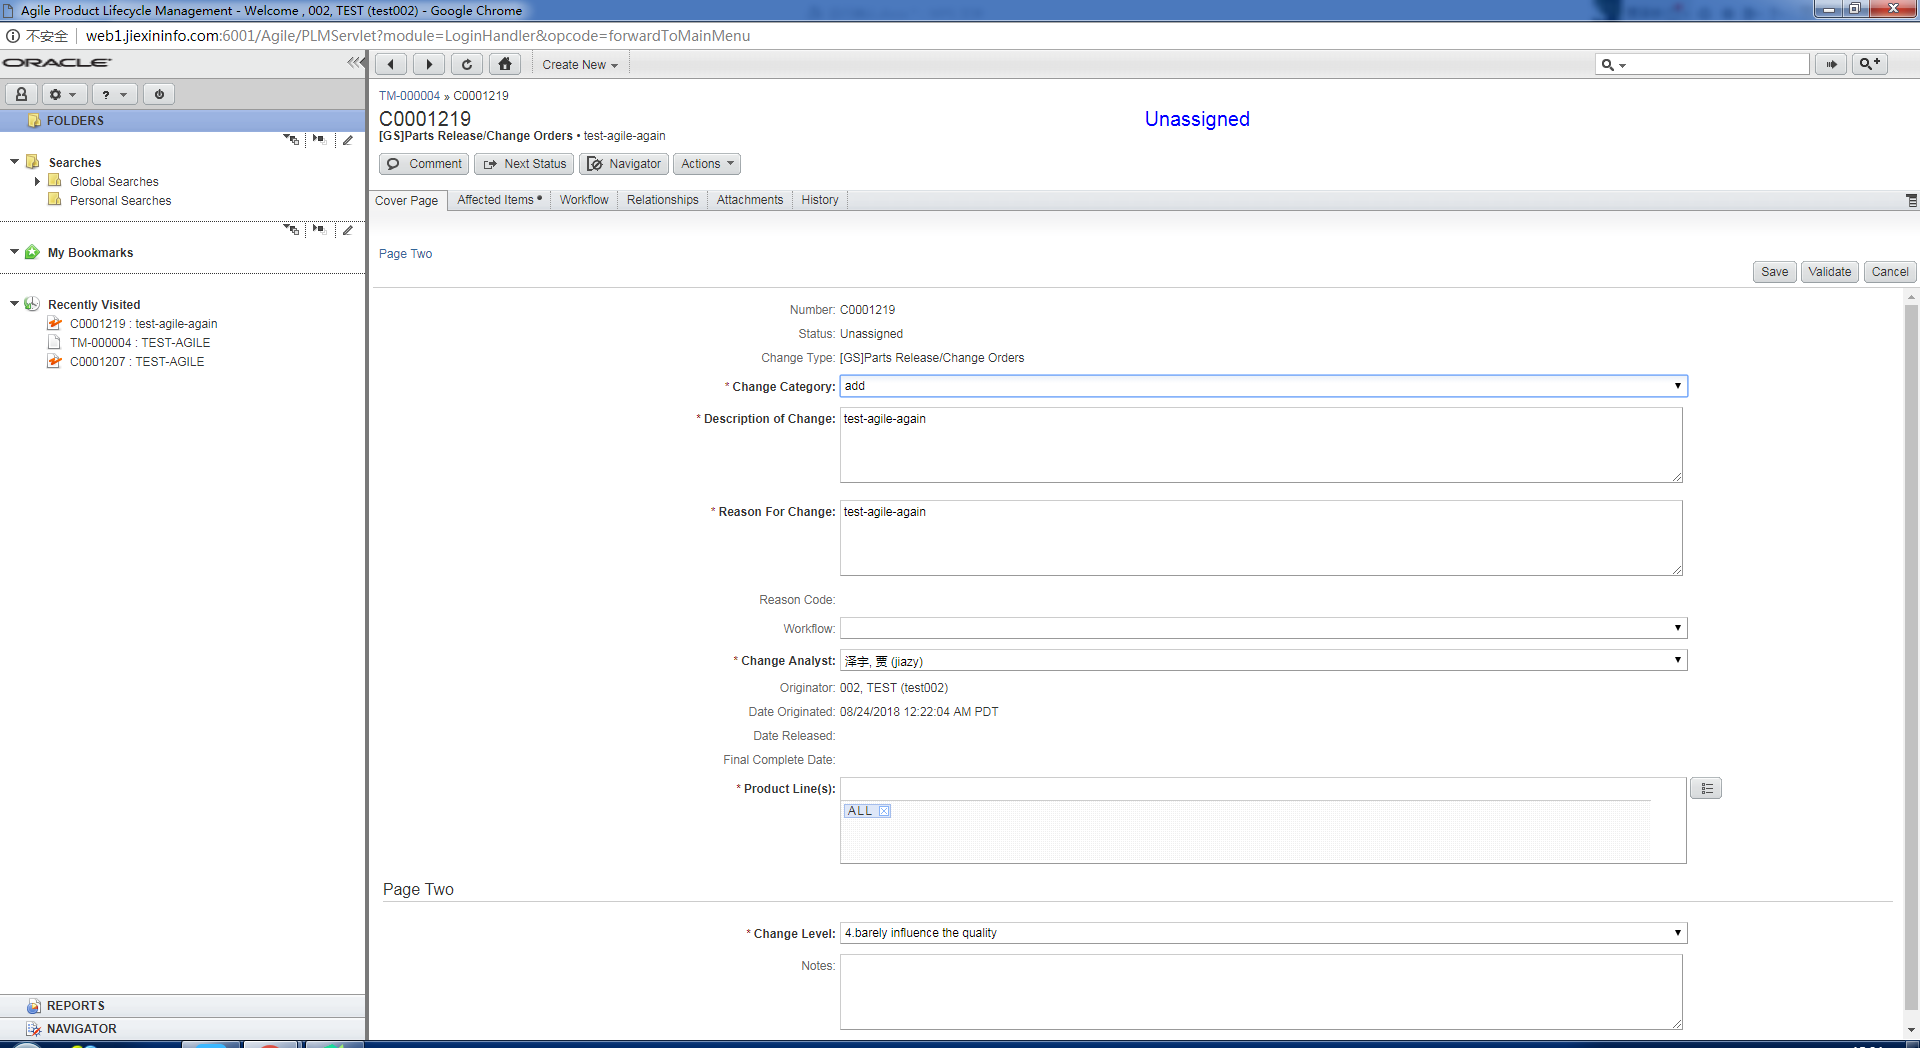 Agile Product Lifecycle Management - Welcome , 002, TEST (test002) - Google Chrome
不安全 web1.jiexininfo.com:6001/Agile/PLMServlet?module=LoginHandler&opcode=forwardToMainMenu
ORACLE
Create New
?
FOLDERS
Searches
Global Searches
Personal Searches
My Bookmarks
Recently Visited
C0001219 : test-agile-again
TM-000004 : TEST-AGILE
C0001207 : TEST-AGILE
REPORTS
NAVIGATOR
TM-000004 » C0001219
C0001219
Unassigned
[GS]Parts Release/Change Orders • test-agile-again
Comment Next Status Navigator Actions
Cover Page Affected Items Workflow Relationships Attachments History
Page Two
Save Validate Cancel
Number: C0001219
Status: Unassigned
Change Type: [GS]Parts Release/Change Orders
* Change Category: add
* Description of Change: test-agile-again
* Reason For Change: test-agile-again
Reason Code:
Workflow:
* Change Analyst: 泽宇, 贾 (jiazy)
Originator: 002, TEST (test002)
Date Originated: 08/24/2018 12:22:04 AM PDT
Date Released:
Final Complete Date:
* Product Line(s):
ALL
Page Two
* Change Level: 4.barely influence the quality
Notes: